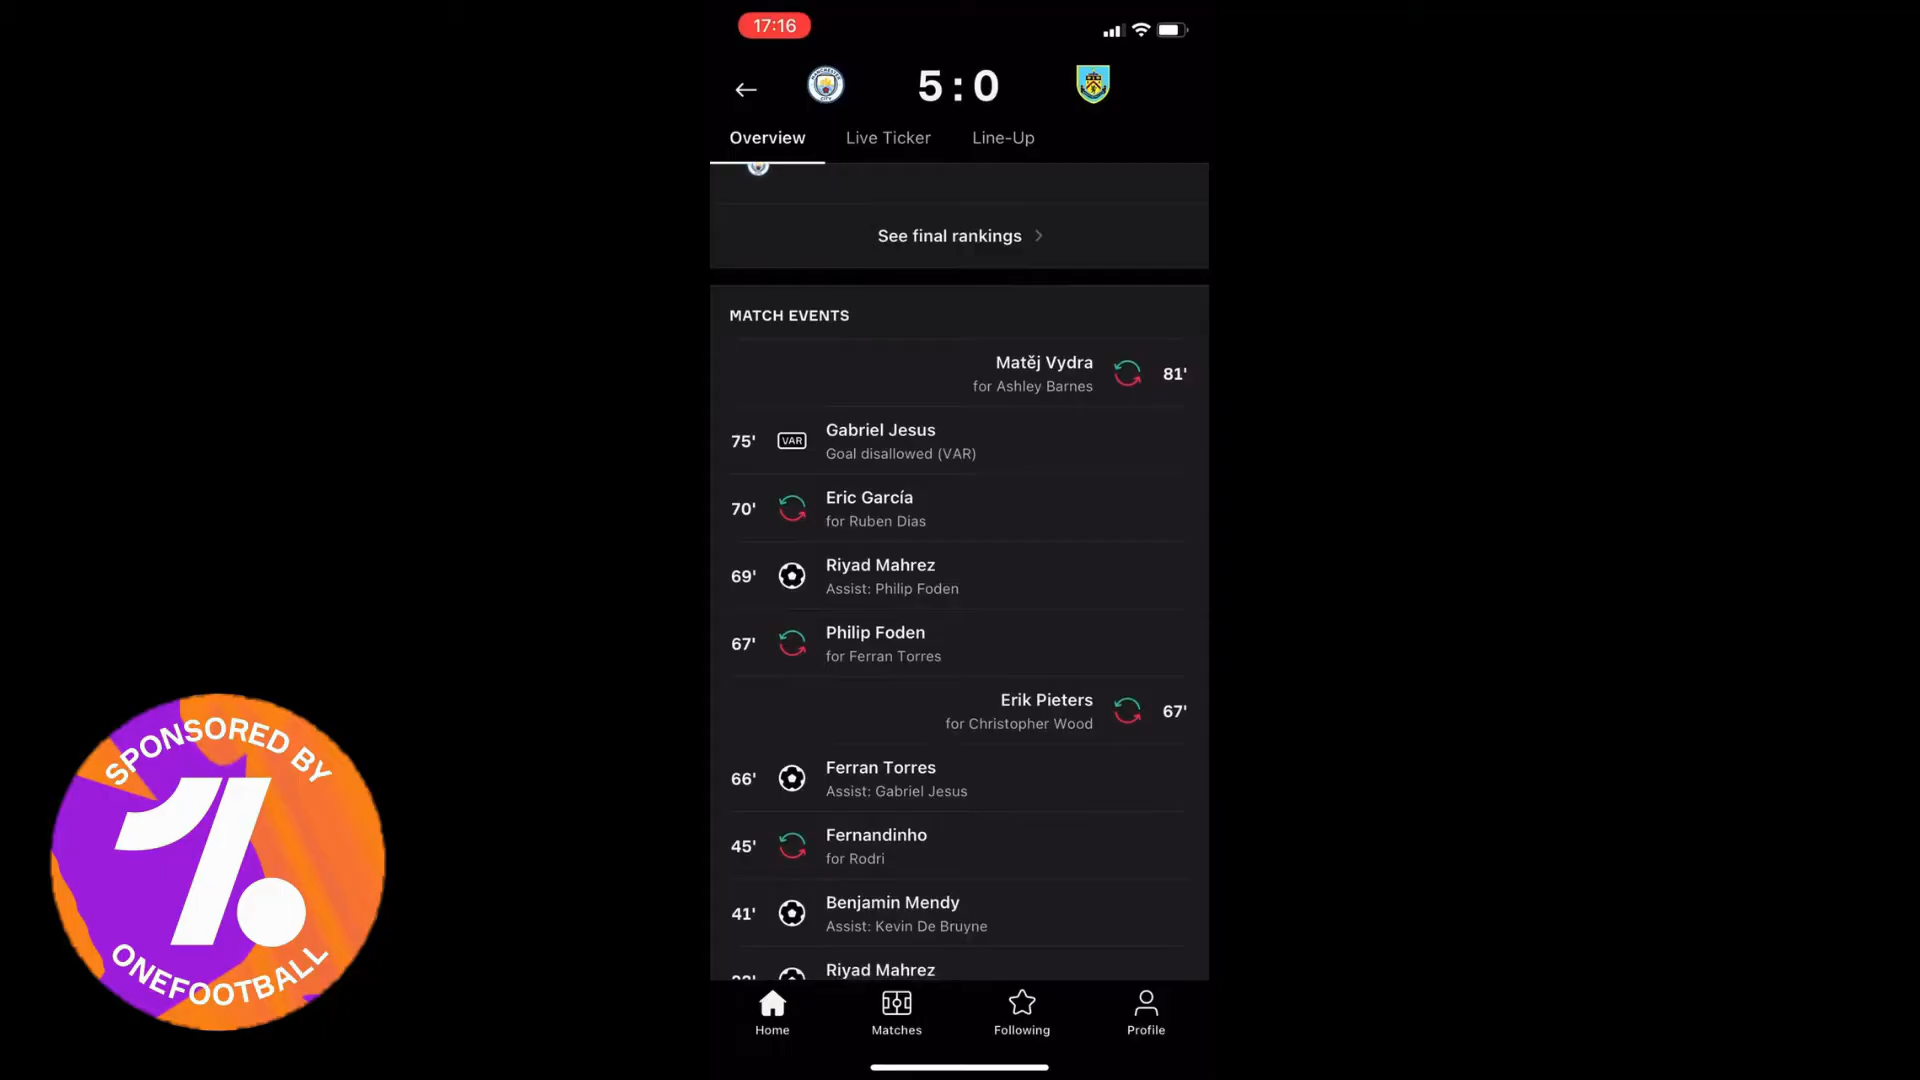 17:16
5:0
Overview Live Ticker Line-Up
See final rankings
MATCH EVENTS
Matěj Vydra
for Ashley Barnes
81'
75'
VAR
Gabriel Jesus
Goal disallowed (VAR)
70'
Eric García
for Ruben Dias
69'
Riyad Mahrez
Assist: Philip Foden
67'
Philip Foden
for Ferran Torres
Erik Pieters
for Christopher Wood
67'
66'
Ferran Torres
Assist: Gabriel Jesus
45'
Fernandinho
for Rodri
41'
Benjamin Mendy
Assist: Kevin De Bruyne
Riyad Mahrez
Home Matches Following Profile
SPONSORED BY
ONEFOOTBALL